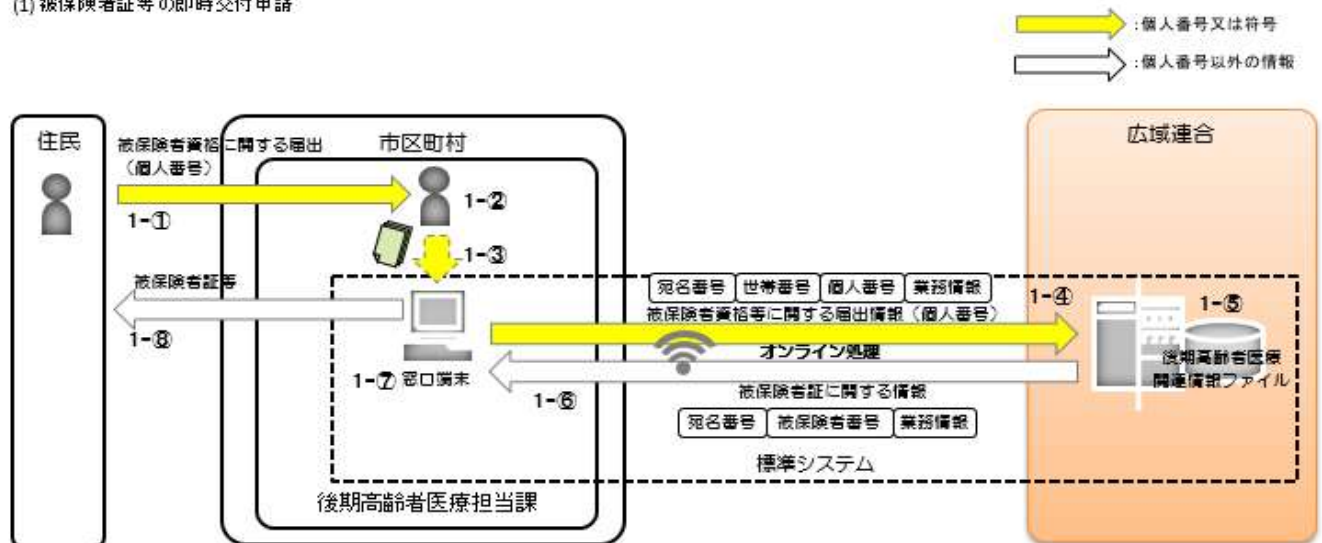 (1) 被保険者証等の即時交付申請
:個人番号又は符号
:個人番号以外の情報
住民
市区町村
広域連合
被保険者資格に関する届出
（個人番号）
1-①
1-②
1-③
被保険者証等
1-⑧
宛名番号 世帯番号 個人番号 業務情報
1-④
1-⑤
被保険者資格等に関する届出情報（個人番号）
オンライン処理
後期高齢者医療
関連情報ファイル
1-⑦ 窓口端末
1-⑥
被保険者証に関する情報
宛名番号 被保険者番号 業務情報
標準システム
後期高齢者医療担当課